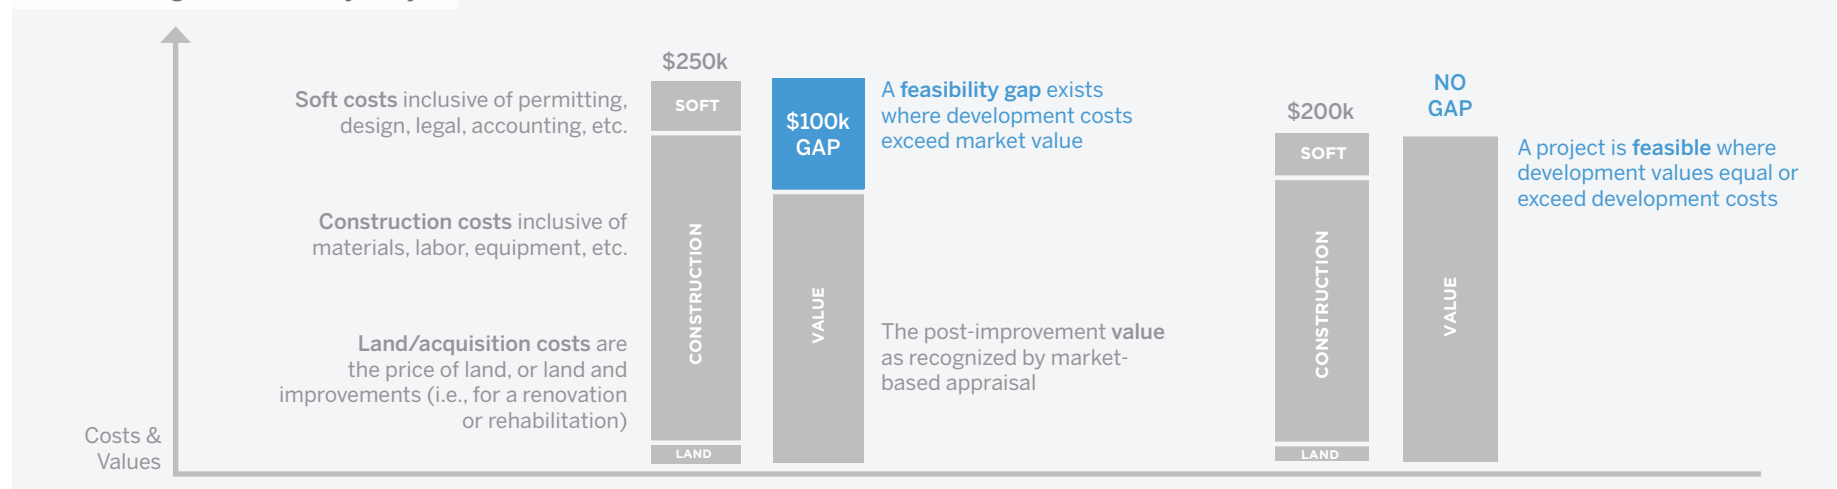 $250k
Soft costs inclusive of permitting,
design, legal, accounting, etc.
Construction costs inclusive of
materials, labor, equipment, etc.
Land/acquisition costs are
the price of land, or land and
improvements (i.e., for a renovation
or rehabilitation)
Costs &
Values
SOFT
CONSTRUCTION
LAND
$100k
GAP
VALUE
A feasibility gap exists
where development costs
exceed market value
The post-improvement value
as recognized by market-
based appraisal
$200k
SOFT
CONSTRUCTION
LAND
NO
GAP
VALUE
A project is feasible where
development values equal or
exceed development costs